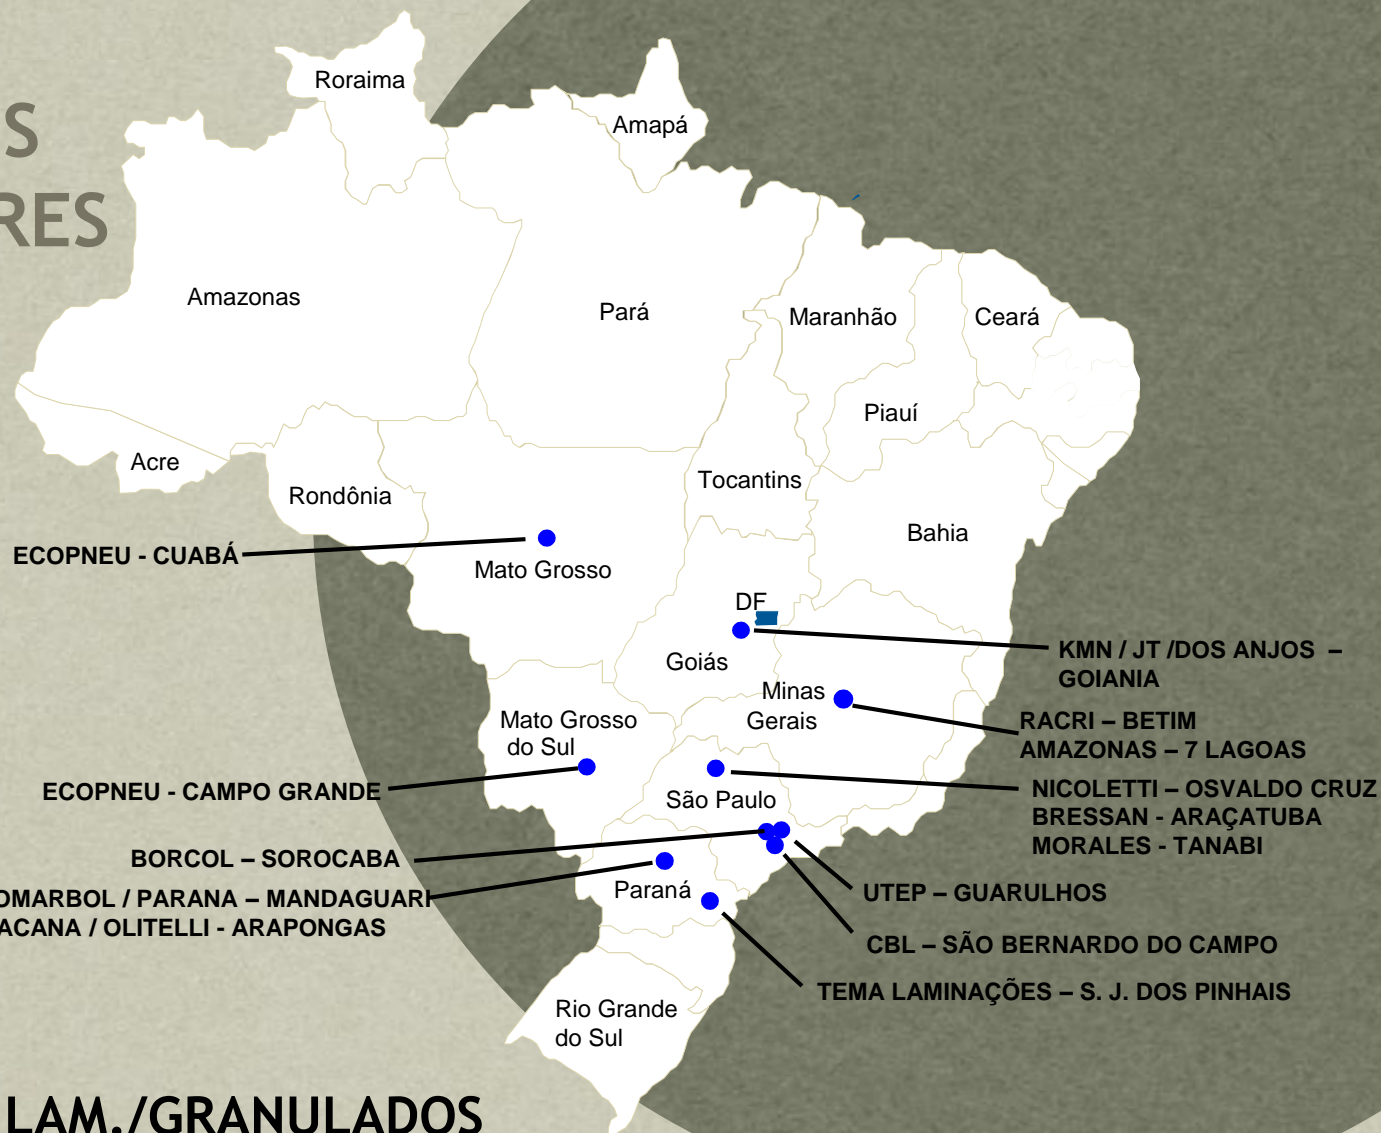 Roraima
S
Amapá
RES
Amazonas
Pará
Maranhão
Ceará
Piauí
Acre
Tocantins
Rondônia
Bahia
ECOPNEU - CUABÁ
Mato Grosso
DF
KMN / JT /DOS ANJOS –
GOIANIA
Goiás
Minas
Gerais
RACRI – BETIM
AMAZONAS – 7 LAGOAS
Mato Grosso
do Sul
ECOPNEU - CAMPO GRANDE
São Paulo
NICOLETTI – OSVALDO CRUZ
BRESSAN - ARAÇATUBA
MORALES - TANABI
BORCOL – SOROCABA
OMARBOL / PARANA – MANDAGUARI
ACANA / OLITELLI - ARAPONGAS
Paraná
UTEP – GUARULHOS
CBL – SÃO BERNARDO DO CAMPO
TEMA LAMINAÇÕES – S. J. DOS PINHAIS
Rio Grande
do Sul
LAM./GRANULADOS